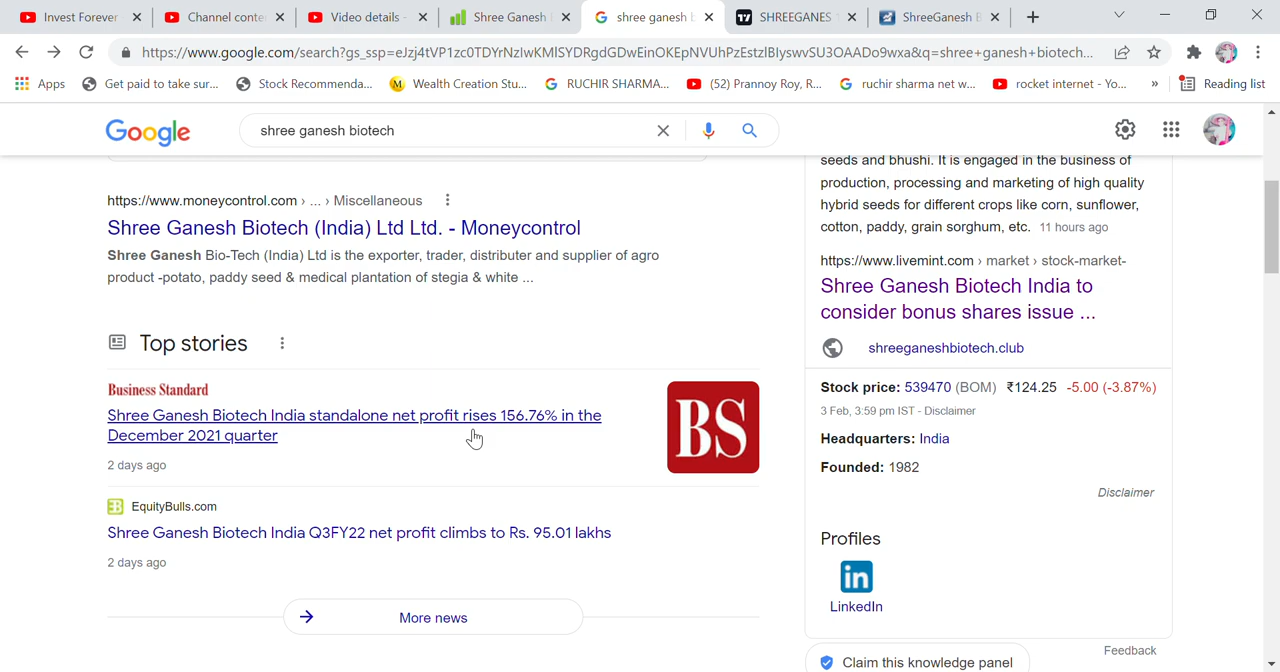 Invest Forever
Channel conte
Video details -
Shree Ganesh
shree ganesh b
SHREEGANES
ShreeGanesh B
https://www.google.com/search?gs_ssp=eJzj4tVP1zc0TDYrNzIwKMlSYDRgdGDwEinOKEpNVUhPzEstzlBIyswvSU3OAADo9wxa&q=shree+ganesh+biotech...
Apps
Get paid to take sur...
Stock Recommenda...
Wealth Creation Stu...
RUCHIR SHARMA...
(52) Prannoy Roy, R...
ruchir sharma net w...
rocket internet - Yo...
»
Reading list
Google
shree ganesh biotech
https://www.moneycontrol.com › ... › Miscellaneous
Shree Ganesh Biotech (India) Ltd Ltd. - Moneycontrol
Shree Ganesh Bio-Tech (India) Ltd is the exporter, trader, distributer and supplier of agro
product -potato, paddy seed & medical plantation of stegia & white ...
Top stories
Business Standard
Shree Ganesh Biotech India standalone net profit rises 156.76% in the
December 2021 quarter
2 days ago
BS
EquityBulls.com
Shree Ganesh Biotech India Q3FY22 net profit climbs to Rs. 95.01 lakhs
2 days ago
More news
seeds and bhushi. It is engaged in the business of
production, processing and marketing of high quality
hybrid seeds for different crops like corn, sunflower,
cotton, paddy, grain sorghum, etc. 11 hours ago
https://www.livemint.com › market › stock-market-
Shree Ganesh Biotech India to
consider bonus shares issue ...
shreeganeshbiotech.club
Stock price: 539470 (BOM) ₹124.25 -5.00 (-3.87%)
3 Feb, 3:59 pm IST - Disclaimer
Headquarters: India
Founded: 1982
Disclaimer
Profiles
in
LinkedIn
Feedback
Claim this knowledge panel